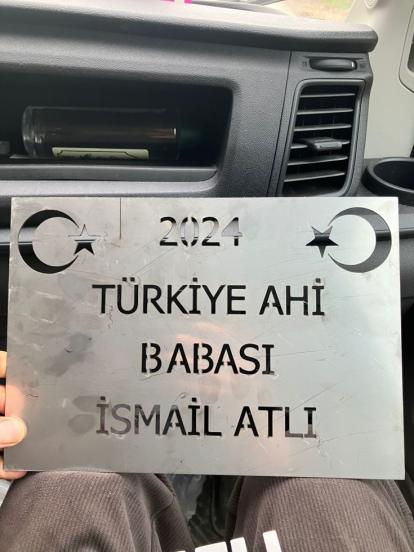 2024
TÜRKİYE AHİ
BABASI
İSMAİL ATLI